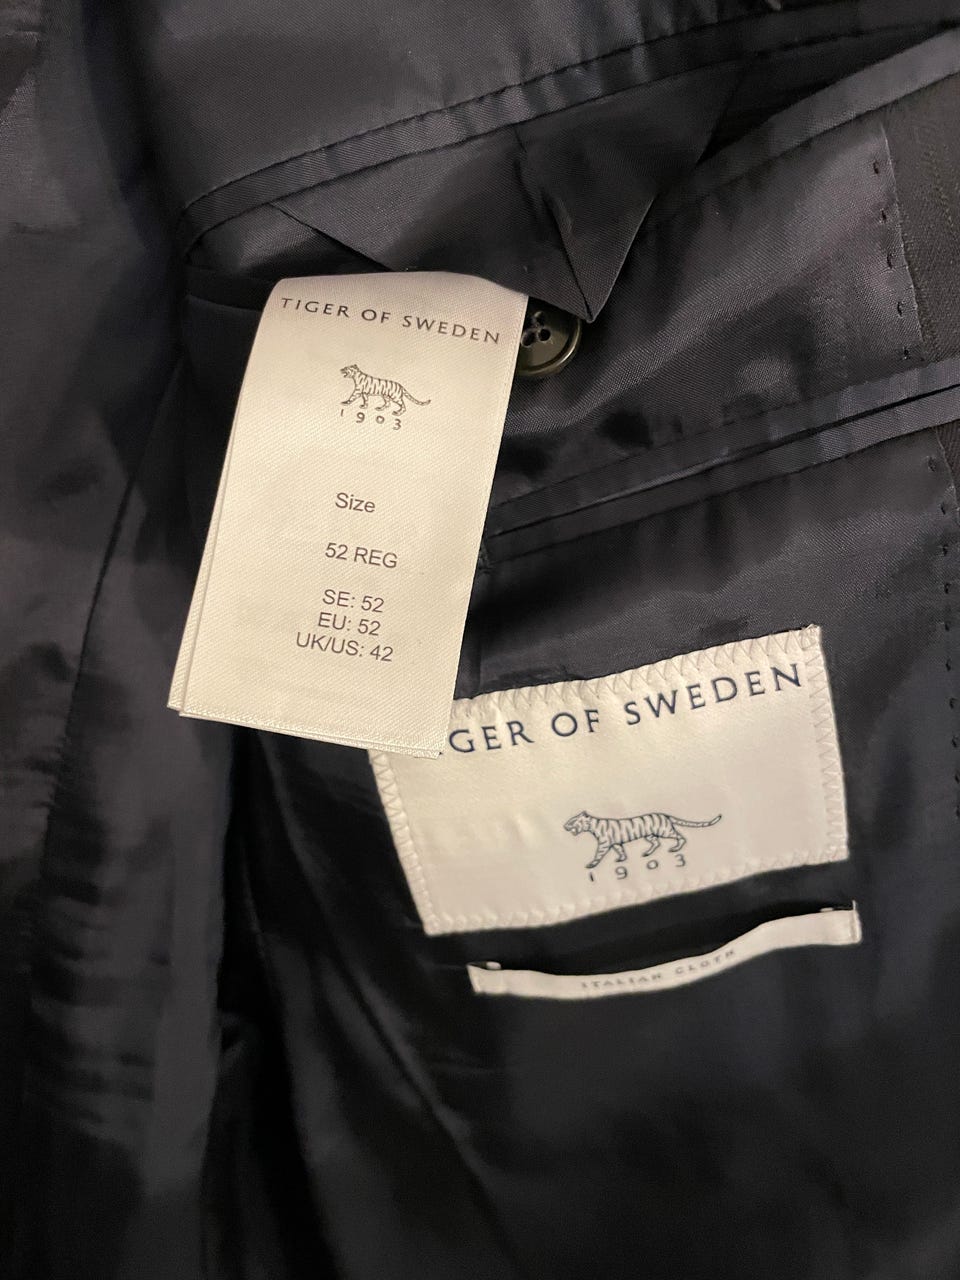 TIGER OF SWEDEN
1903
Size
52 REG
SE: 52
EU: 52
UK/US: 42
GER OF SWEDEN
1903
ITALIAN CLOTH